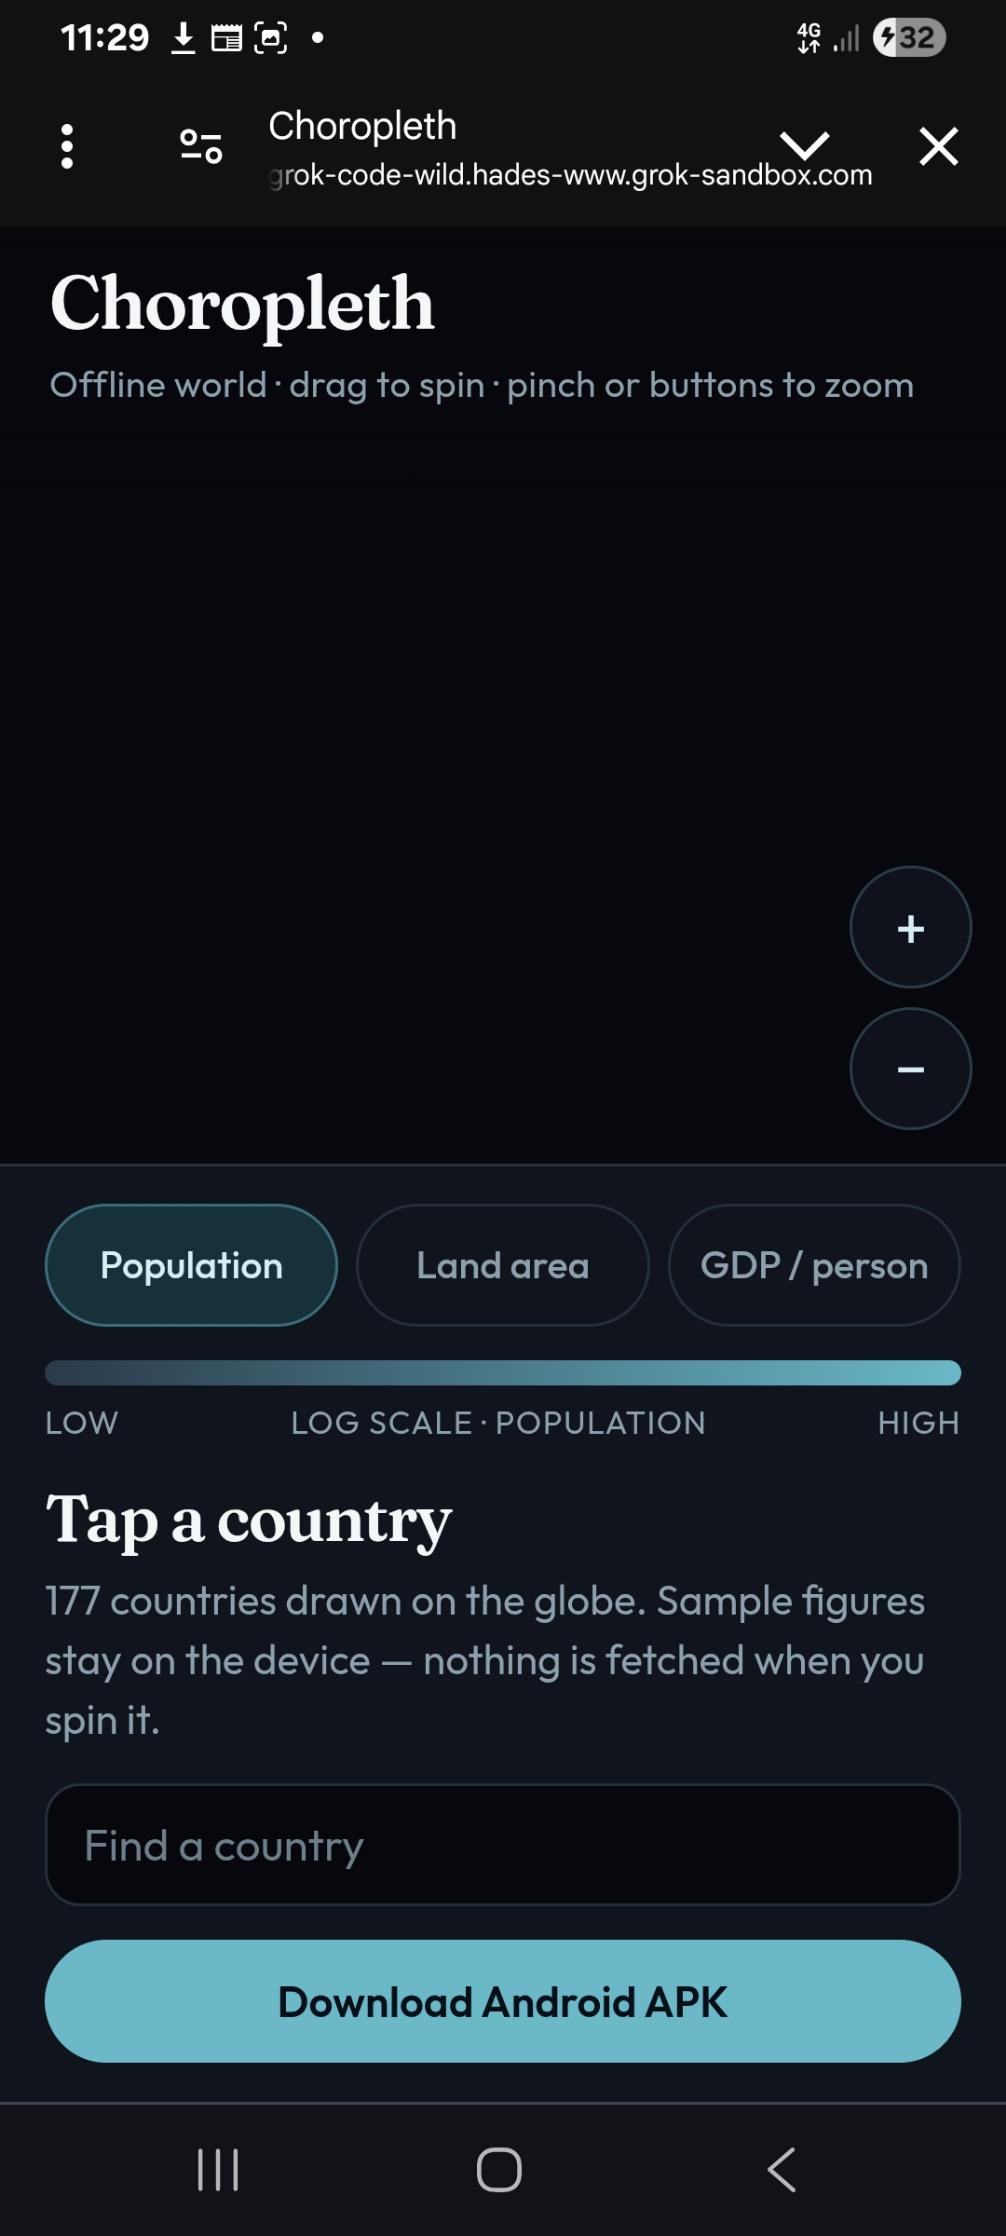 11:29
4G
32
Choropleth
grok-code-wild.hades-www.grok-sandbox.com
Choropleth
Offline world · drag to spin · pinch or buttons to zoom
+
−
Population
Land area
GDP / person
LOW
LOG SCALE · POPULATION
HIGH
Tap a country
177 countries drawn on the globe. Sample figures
stay on the device — nothing is fetched when you
spin it.
Find a country
Download Android APK